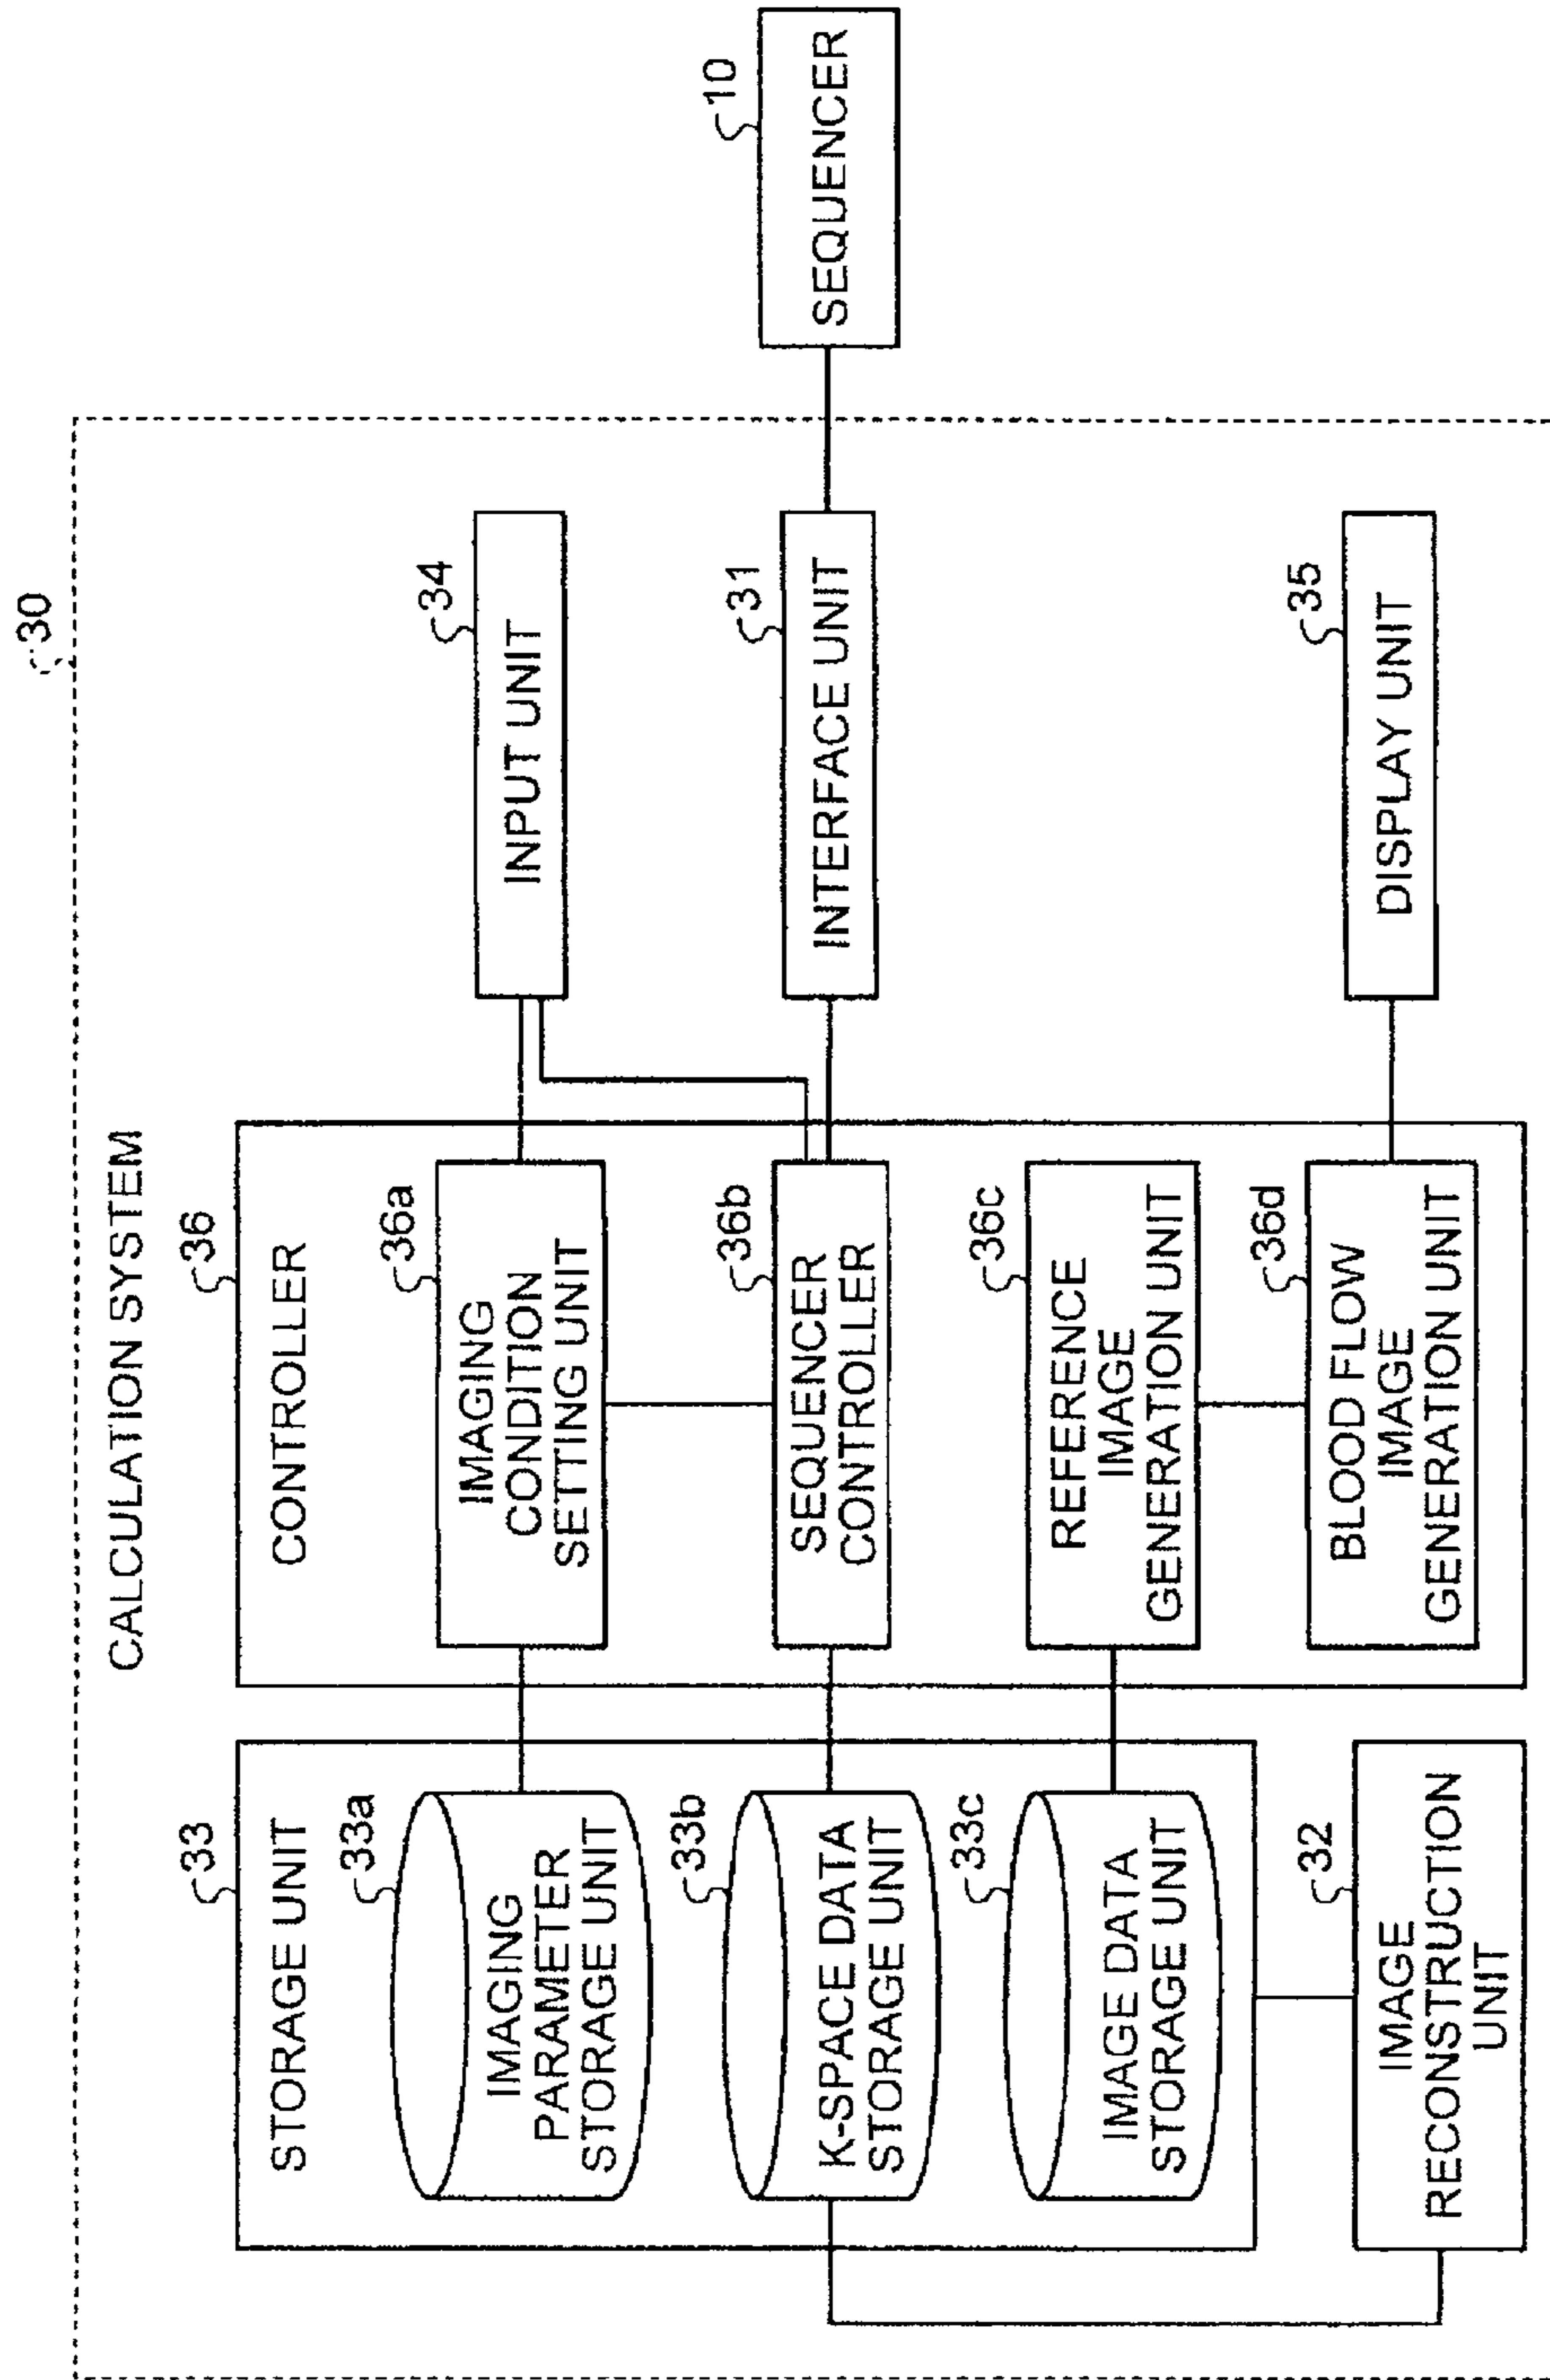 30
CALCULATION SYSTEM
33
STORAGE UNIT
33a
IMAGING
PARAMETER
STORAGE UNIT
33b
K-SPACE DATA
STORAGE UNIT
33c
IMAGE DATA
STORAGE UNIT
32
IMAGE
RECONSTRUCTION
UNIT
36
CONTROLLER
36a
IMAGING
CONDITION
SETTING UNIT
36b
SEQUENCER
CONTROLLER
36c
REFERENCE
IMAGE
GENERATION UNIT
36d
BLOOD FLOW
IMAGE
GENERATION UNIT
34
INPUT UNIT
31
INTERFACE UNIT
35
DISPLAY UNIT
10
SEQUENCER